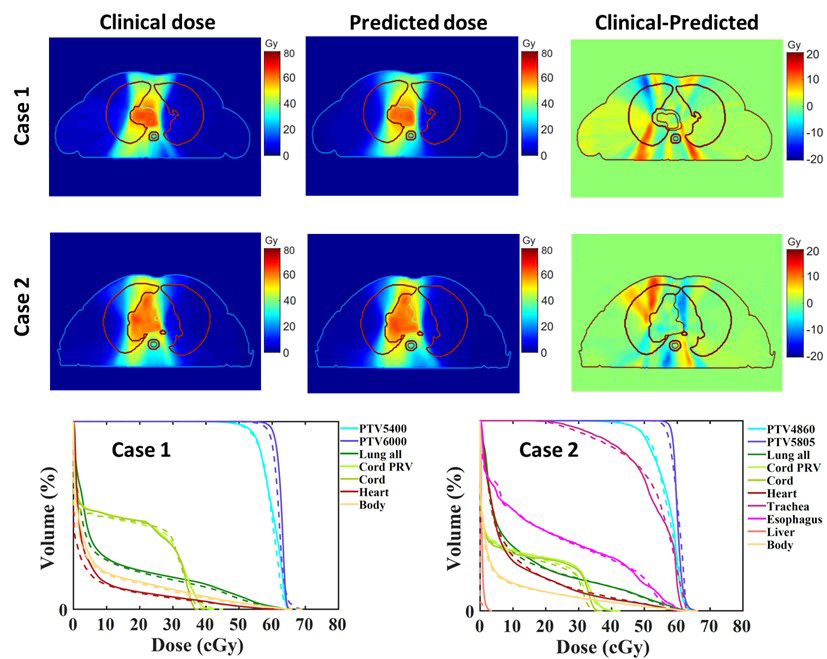 Clinical dose Predicted dose Clinical-Predicted
Case 1
Gy
80
60
40
20
0
Gy
80
60
40
20
0
Gy
20
10
0
-10
-20
Case 2
Gy
80
60
40
20
0
Gy
80
60
40
20
0
Gy
20
10
0
-10
-20
Case 1
Volume (%)
0
0 10 20 30 40 50 60 70 80
Dose (cGy)
PTV5400
PTV6000
Lung all
Cord PRV
Cord
Heart
Body
Case 2
Volume (%)
0
0 10 20 30 40 50 60 70 80
Dose (cGy)
PTV4860
PTV5805
Lung all
Cord PRV
Cord
Heart
Trachea
Esophagus
Liver
Body